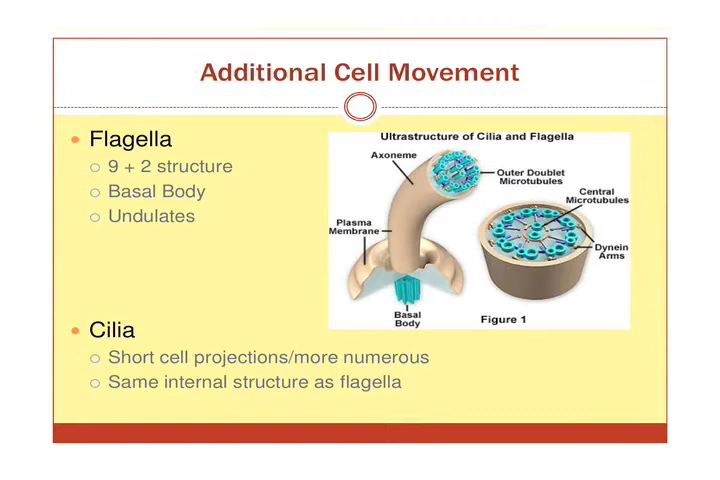 Additional Cell Movement
Flagella
9 + 2 structure
Basal Body
Undulates
Ultrastructure of Cilia and Flagella
Axoneme
Outer Doublet
Microtubules
Central
Microtubules
Plasma
Membrane
Dynein
Arms
Basal
Body
Figure 1
Cilia
Short cell projections/more numerous
Same internal structure as flagella